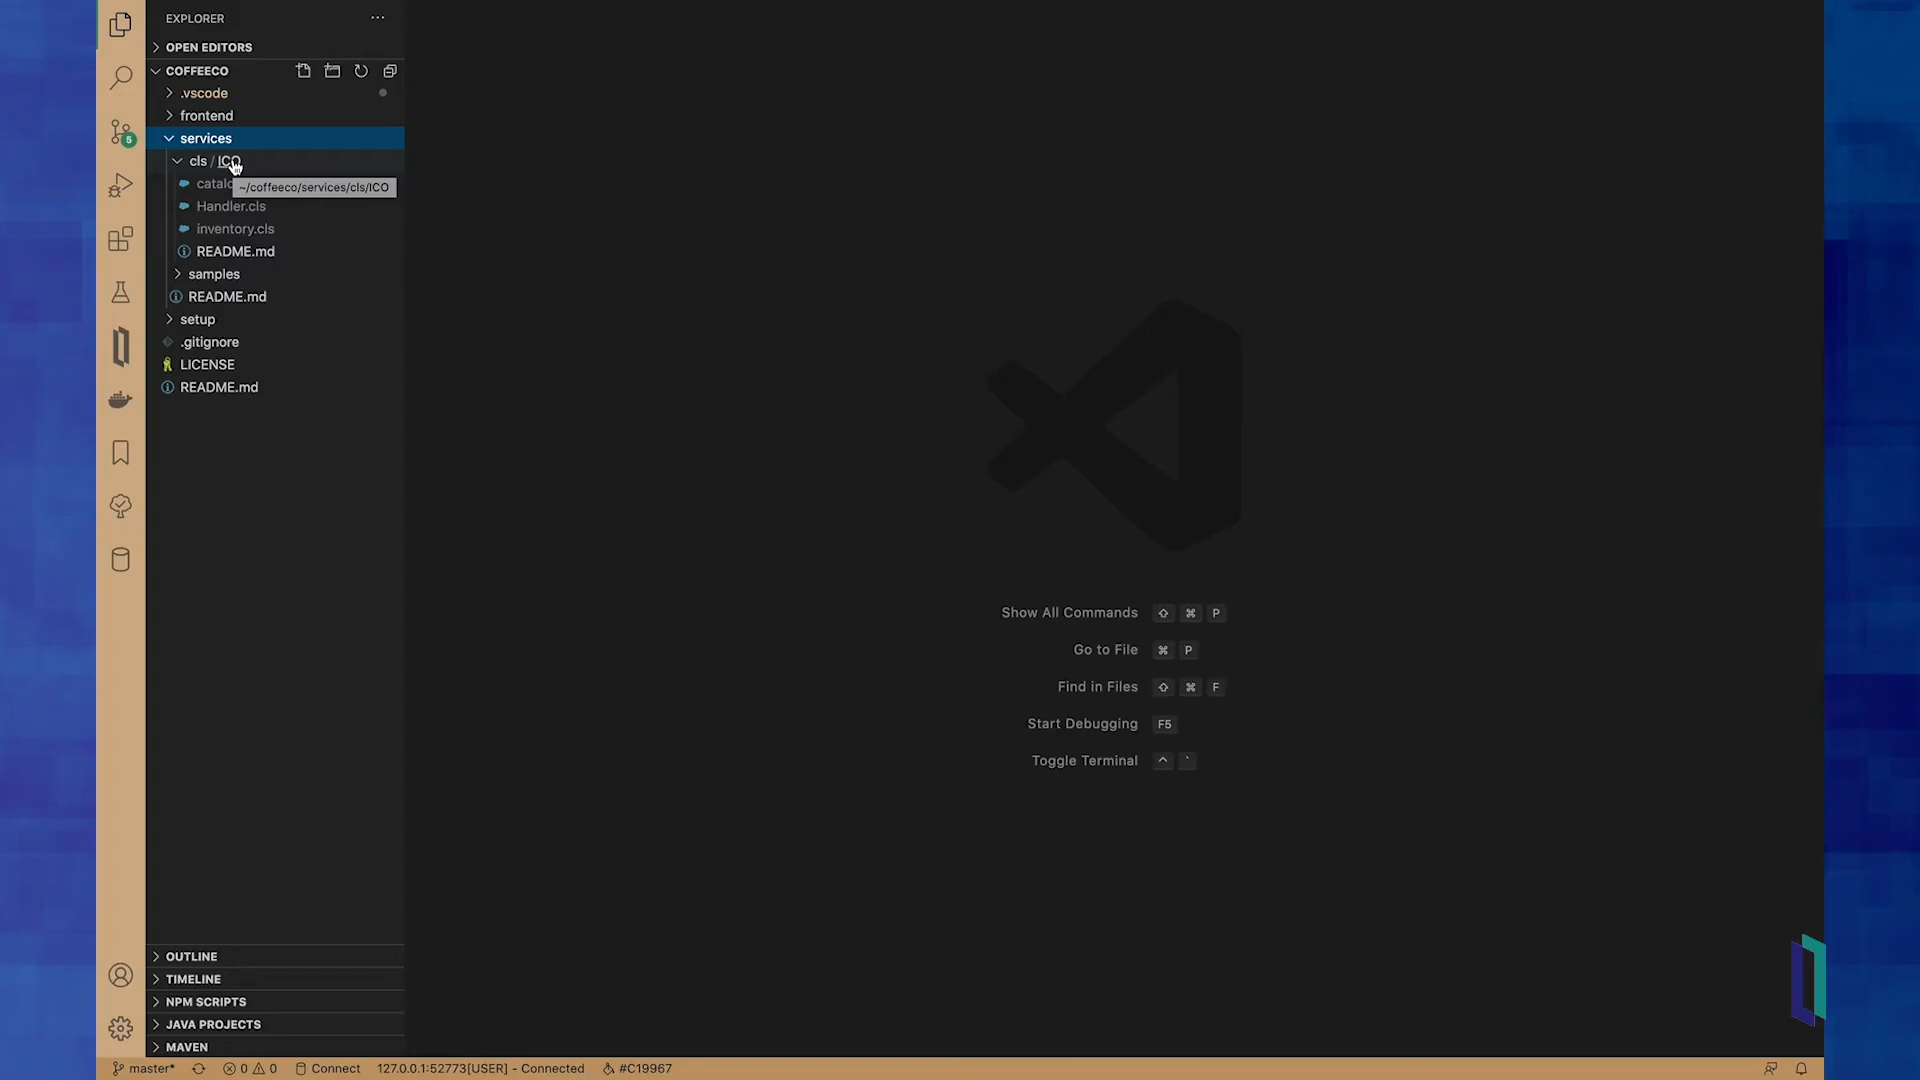 EXPLORER
OPEN EDITORS
COFFEECO
.vscode
frontend
services
5
cls / ICO
~/coffeeco/services/cls/ICO
Handler.cls
inventory.cls
README.md
samples
README.md
setup
.gitignore
LICENSE
README.md
Show All Commands ⇧ ⌘ P
Go to File ⌘ P
Find in Files ⇧ ⌘ F
Start Debugging F5
Toggle Terminal ^ `
OUTLINE
TIMELINE
NPM SCRIPTS
JAVA PROJECTS
MAVEN
master* 0 0 Connect 127.0.0.1:52773[USER] - Connected #C19967